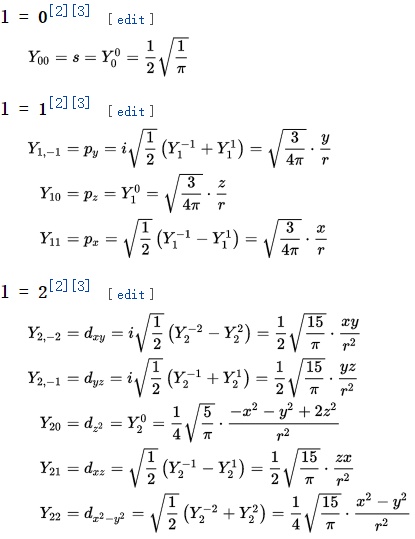 l = 0[2][3] [edit]
Y₀₀ = s = Y₀⁰ = 1/2 √(1/π)
l = 1[2][3] [edit]
Y₁,₋₁ = p_y = i√(1/2) (Y₁⁻¹ + Y₁¹) = √(3/4π) · y/r
Y₁₀ = p_z = Y₁⁰ = √(3/4π) · z/r
Y₁₁ = p_x = √(1/2) (Y₁⁻¹ − Y₁¹) = √(3/4π) · x/r
l = 2[2][3] [edit]
Y₂,₋₂ = d_xy = i√(1/2) (Y₂⁻² − Y₂²) = 1/2 √(15/π) · xy/r²
Y₂,₋₁ = d_yz = i√(1/2) (Y₂⁻¹ + Y₂¹) = 1/2 √(15/π) · yz/r²
Y₂₀ = d_z² = Y₂⁰ = 1/4 √(5/π) · (−x² − y² + 2z²)/r²
Y₂₁ = d_xz = √(1/2) (Y₂⁻¹ − Y₂¹) = 1/2 √(15/π) · zx/r²
Y₂₂ = d_x²−y² = √(1/2) (Y₂⁻² + Y₂²) = 1/4 √(15/π) · (x² − y²)/r²